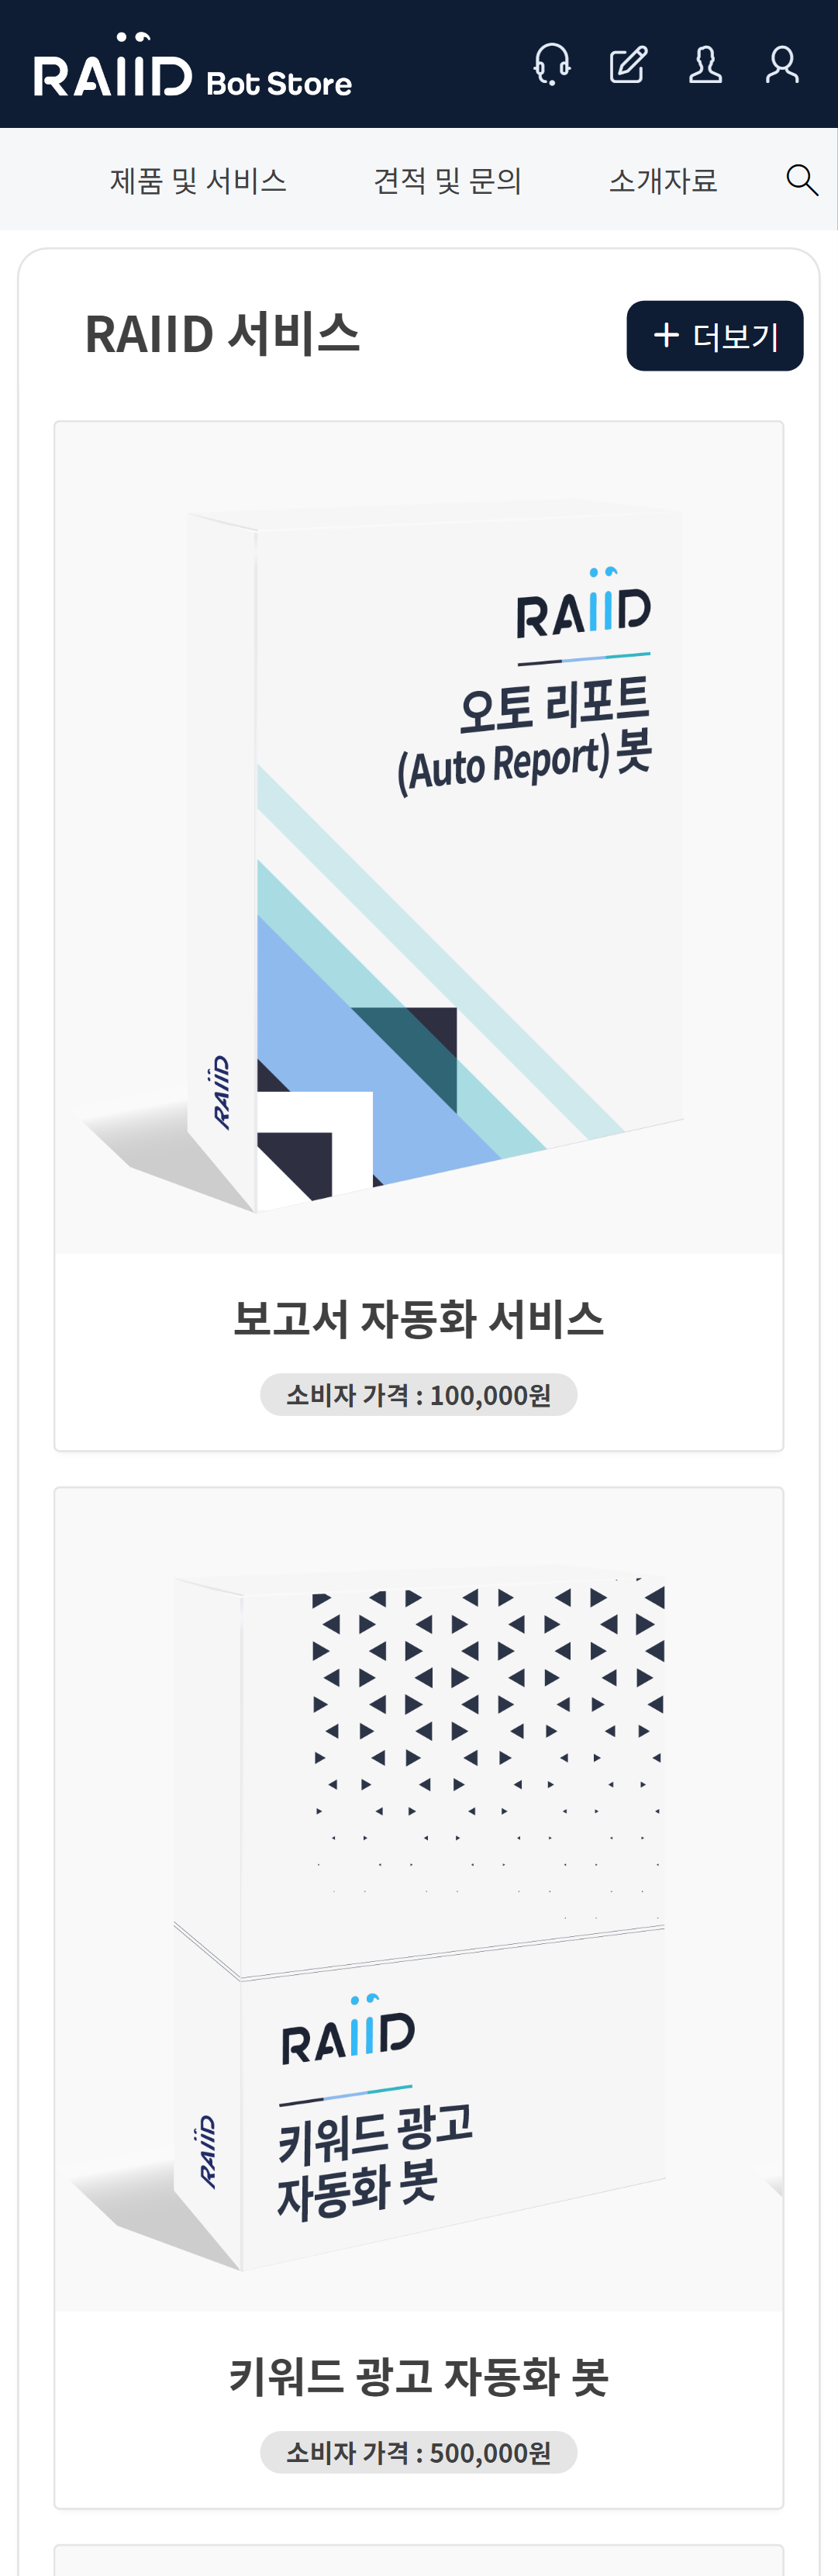 RAIID Bot Store
제품 및 서비스 견적 및 문의 소개자료
RAIID 서비스
+ 더보기
RAIID
오토 리포트
(Auto Report) 봇
RAIID
보고서 자동화 서비스
소비자 가격 : 100,000원
RAIID
키워드 광고
자동화 봇
RAIID
키워드 광고 자동화 봇
소비자 가격 : 500,000원